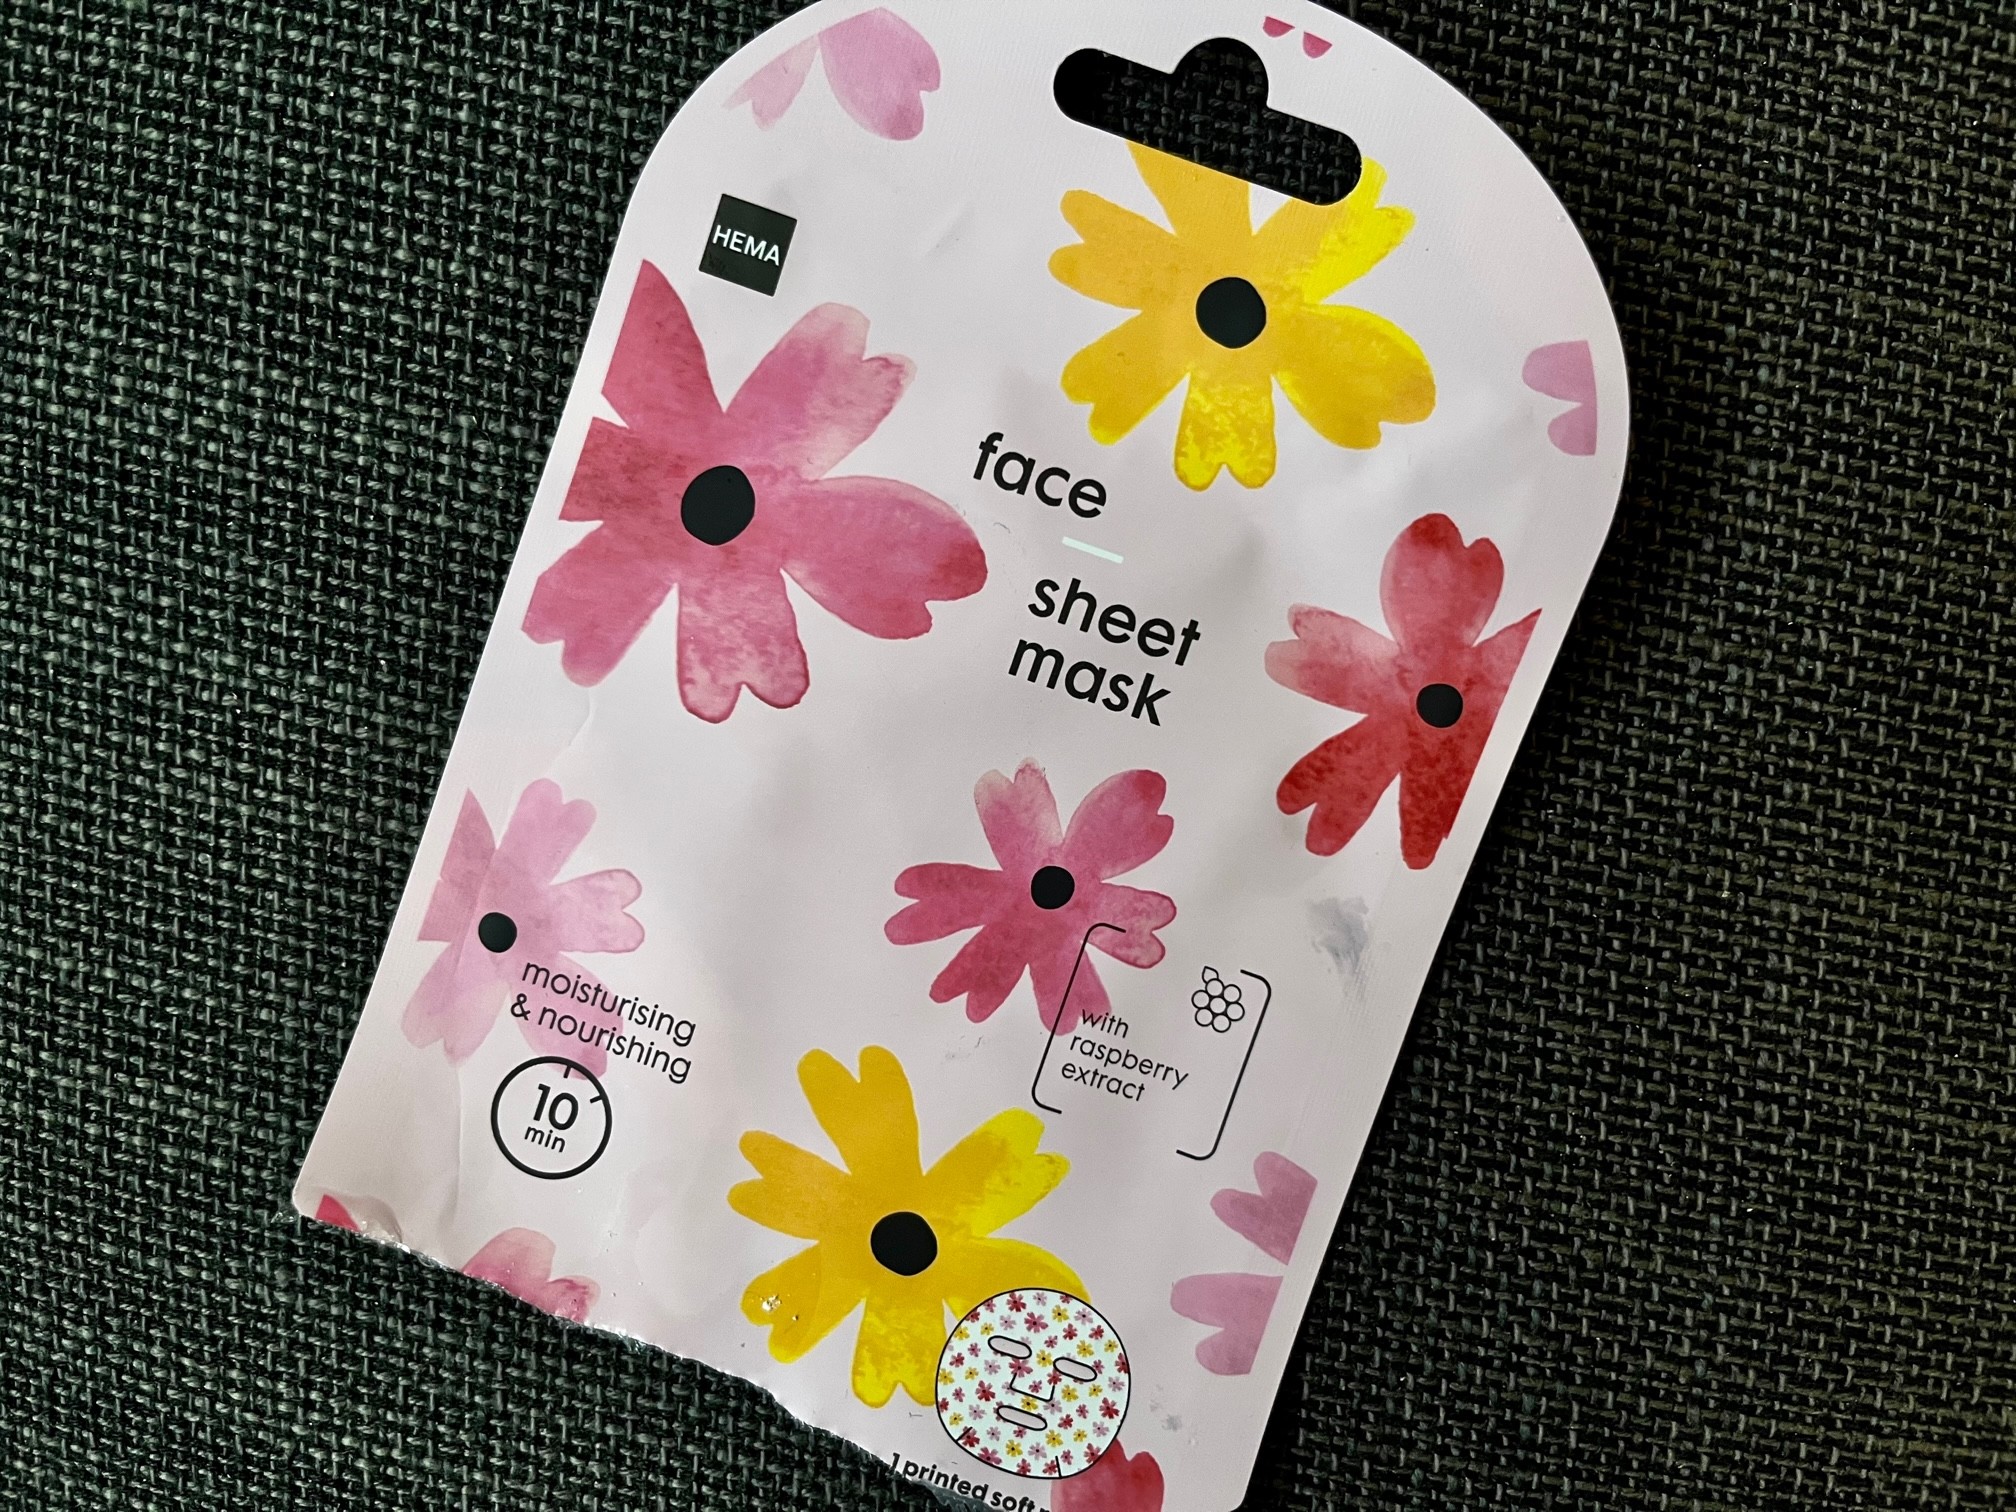 HEMA
face
sheet
mask
moisturising
& nourishing
10
min
with
raspberry
extract
1 printed soft